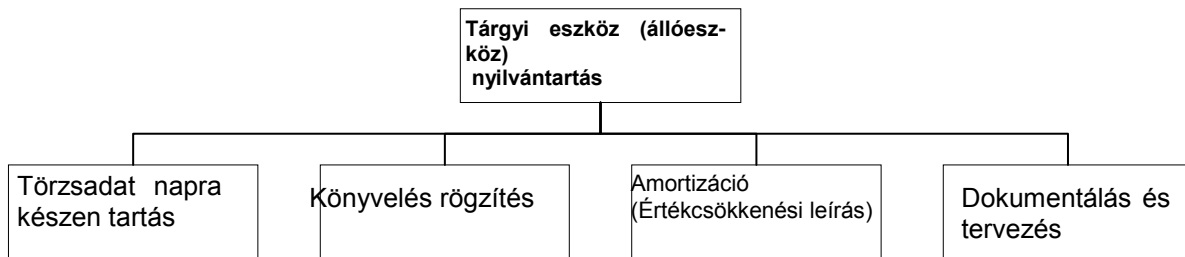 Tárgyi eszköz (állóesz-
köz)
nyilvántartás
Törzsadat napra
készen tartás
Könyvelés rögzítés
Amortizáció
(Értékcsökkenési leírás)
Dokumentálás és
tervezés